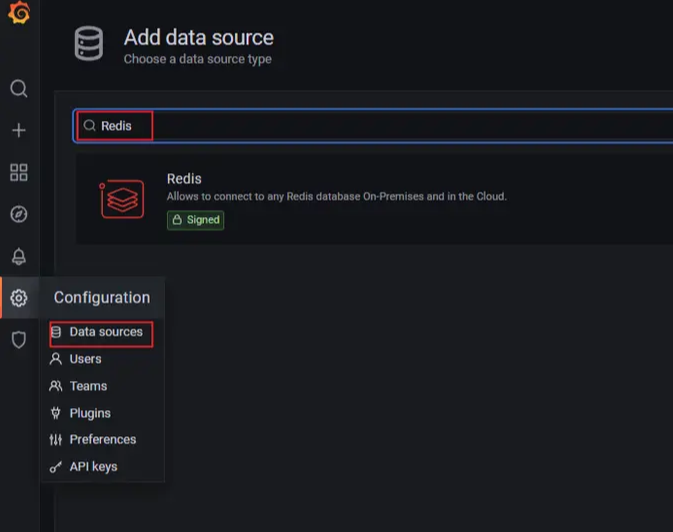 Add data source
Choose a data source type
Redis
Redis
Allows to connect to any Redis database On-Premises and in the Cloud.
Signed
Configuration
Data sources
Users
Teams
Plugins
Preferences
API keys